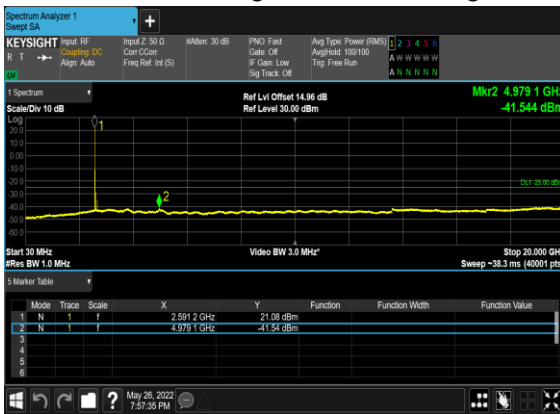 Spectrum Analyzer 1
Swept SA
+
KEYSIGHT Input: RF Input Z: 50 Ω #Atten: 30 dB PNO: Fast Avg Type: Power (RMS) 1 2 3 4 5 6
R T Coupling: DC Corr CCorr Gate: Off Avg|Hold: 100/100 A W W W W W
Align: Auto Freq Ref: Int (S) IF Gain: Low Trig: Free Run
Sig Track: Off A N N N N N
LV
1 Spectrum Ref Lvl Offset 14.96 dB Mkr2 4.979 1 GHz
Scale/Div 10 dB Ref Level 30.00 dBm -41.544 dBm
Log
20.0
10.0
0.00
-10.0
-20.0
-30.0
-40.0
-50.0
-60.0
1
2
DL1 -25.00 dBm
Start 30 MHz Video BW 3.0 MHz* Stop 20.000 GHz
#Res BW 1.0 MHz Sweep ~38.3 ms (40001 pts)
5 Marker Table
Mode Trace Scale X Y Function Function Width Function Value
1 N 1 f 2.591 2 GHz 21.08 dBm
2 N 1 f 4.979 1 GHz -41.54 dBm
3
4
5
6
? May 26, 2022
7:57:35 PM